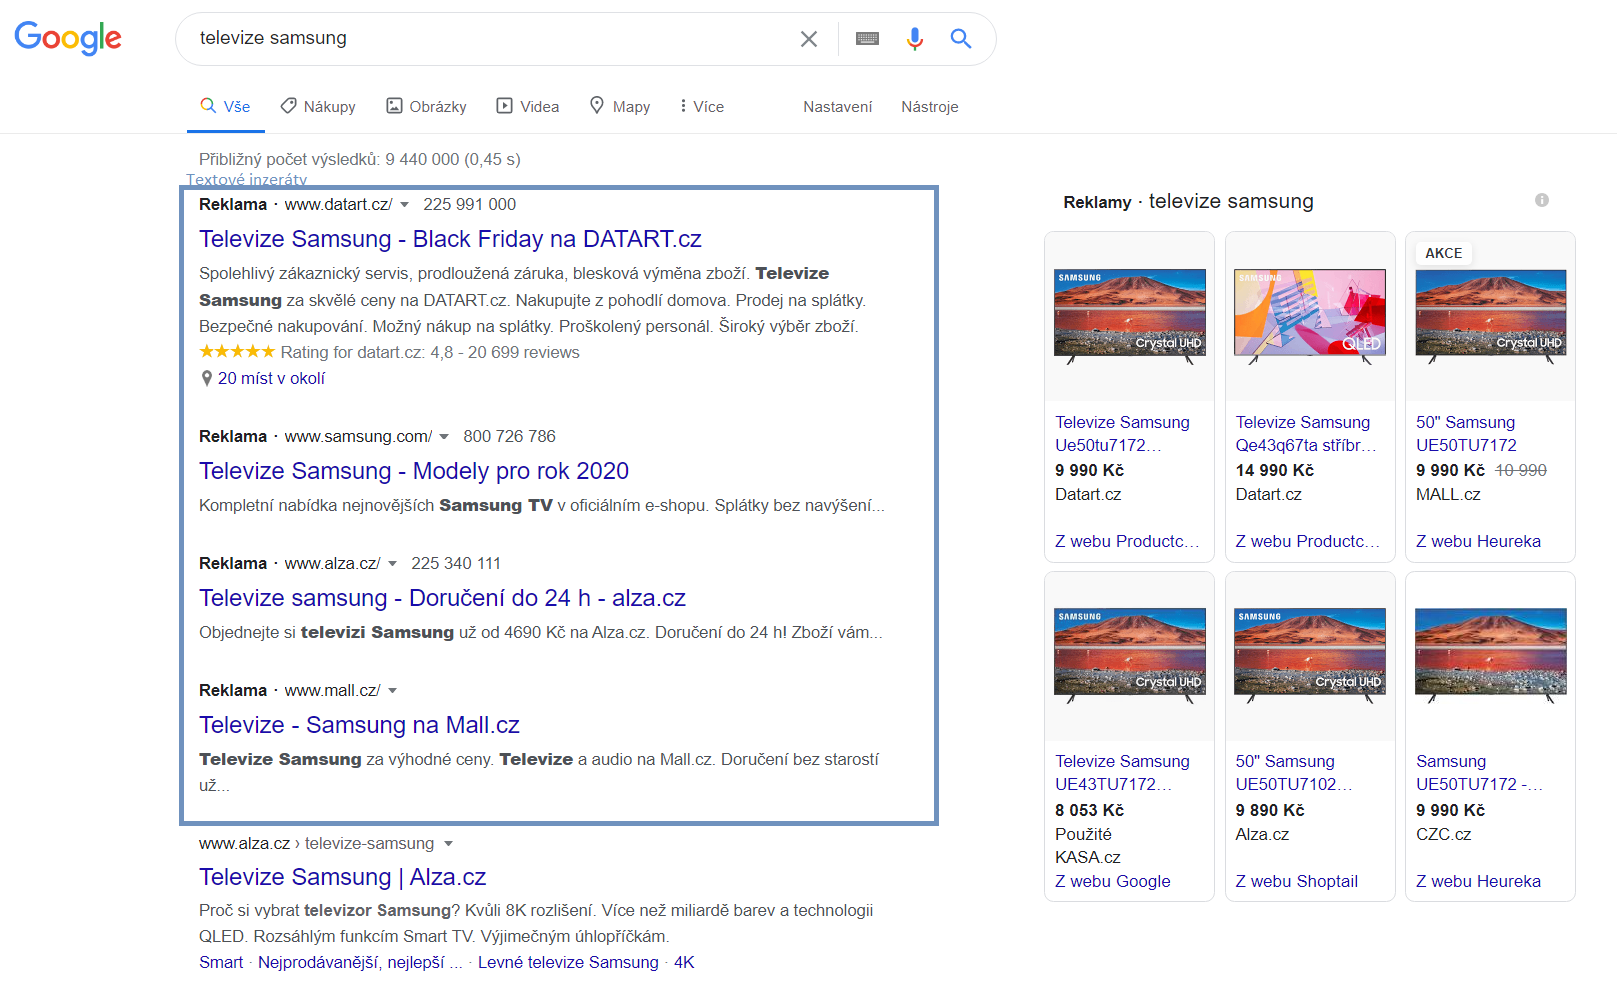 Google
televize samsung
Vše
Nákupy
Obrázky
Videa
Mapy
Více
Nastavení
Nástroje
Přibližný počet výsledků: 9 440 000 (0,45 s)
Textové inzeráty
Reklama · www.datart.cz/ 225 991 000
Televize Samsung - Black Friday na DATART.cz
Spolehlivý zákaznický servis, prodloužená záruka, blesková výměna zboží. Televize
Samsung za skvělé ceny na DATART.cz. Nakupujte z pohodlí domova. Prodej na splátky.
Bezpečné nakupování. Možný nákup na splátky. Proškolený personál. Široký výběr zboží.
Rating for datart.cz: 4,8 - 20 699 reviews
20 míst v okolí
Reklama · www.samsung.com/ 800 726 786
Televize Samsung - Modely pro rok 2020
Kompletní nabídka nejnovějších Samsung TV v oficiálním e-shopu. Splátky bez navýšení...
Reklama · www.alza.cz/ 225 340 111
Televize samsung - Doručení do 24 h - alza.cz
Objednejte si televizi Samsung už od 4690 Kč na Alza.cz. Doručení do 24 h! Zboží vám...
Reklama · www.mall.cz/
Televize - Samsung na Mall.cz
Televize Samsung za výhodné ceny. Televize a audio na Mall.cz. Doručení bez starostí
už...
www.alza.cz › televize-samsung
Televize Samsung | Alza.cz
Proč si vybrat televizor Samsung? Kvůli 8K rozlišení. Více než miliardě barev a technologii
QLED. Rozsáhlým funkcím Smart TV. Výjimečným úhlopříčkám.
Smart · Nejprodávanější, nejlepší ... · Levné televize Samsung · 4K
Reklamy · televize samsung
SAMSUNG
Crystal UHD
Televize Samsung
Ue50tu7172...
9 990 Kč
Datart.cz
Z webu Productc...
SAMSUNG
QLED
Televize Samsung
Qe43q67ta stříbr...
14 990 Kč
Datart.cz
Z webu Productc...
AKCE
Crystal UHD
50" Samsung
UE50TU7172
9 990 Kč 10 990
MALL.cz
Z webu Heureka
SAMSUNG
Crystal UHD
Televize Samsung
UE43TU7172...
8 053 Kč
Použité
KASA.cz
Z webu Google
SAMSUNG
Crystal UHD
50" Samsung
UE50TU7102...
9 890 Kč
Alza.cz
Z webu Shoptail
Samsung
UE50TU7172 -...
9 990 Kč
CZC.cz
Z webu Heureka